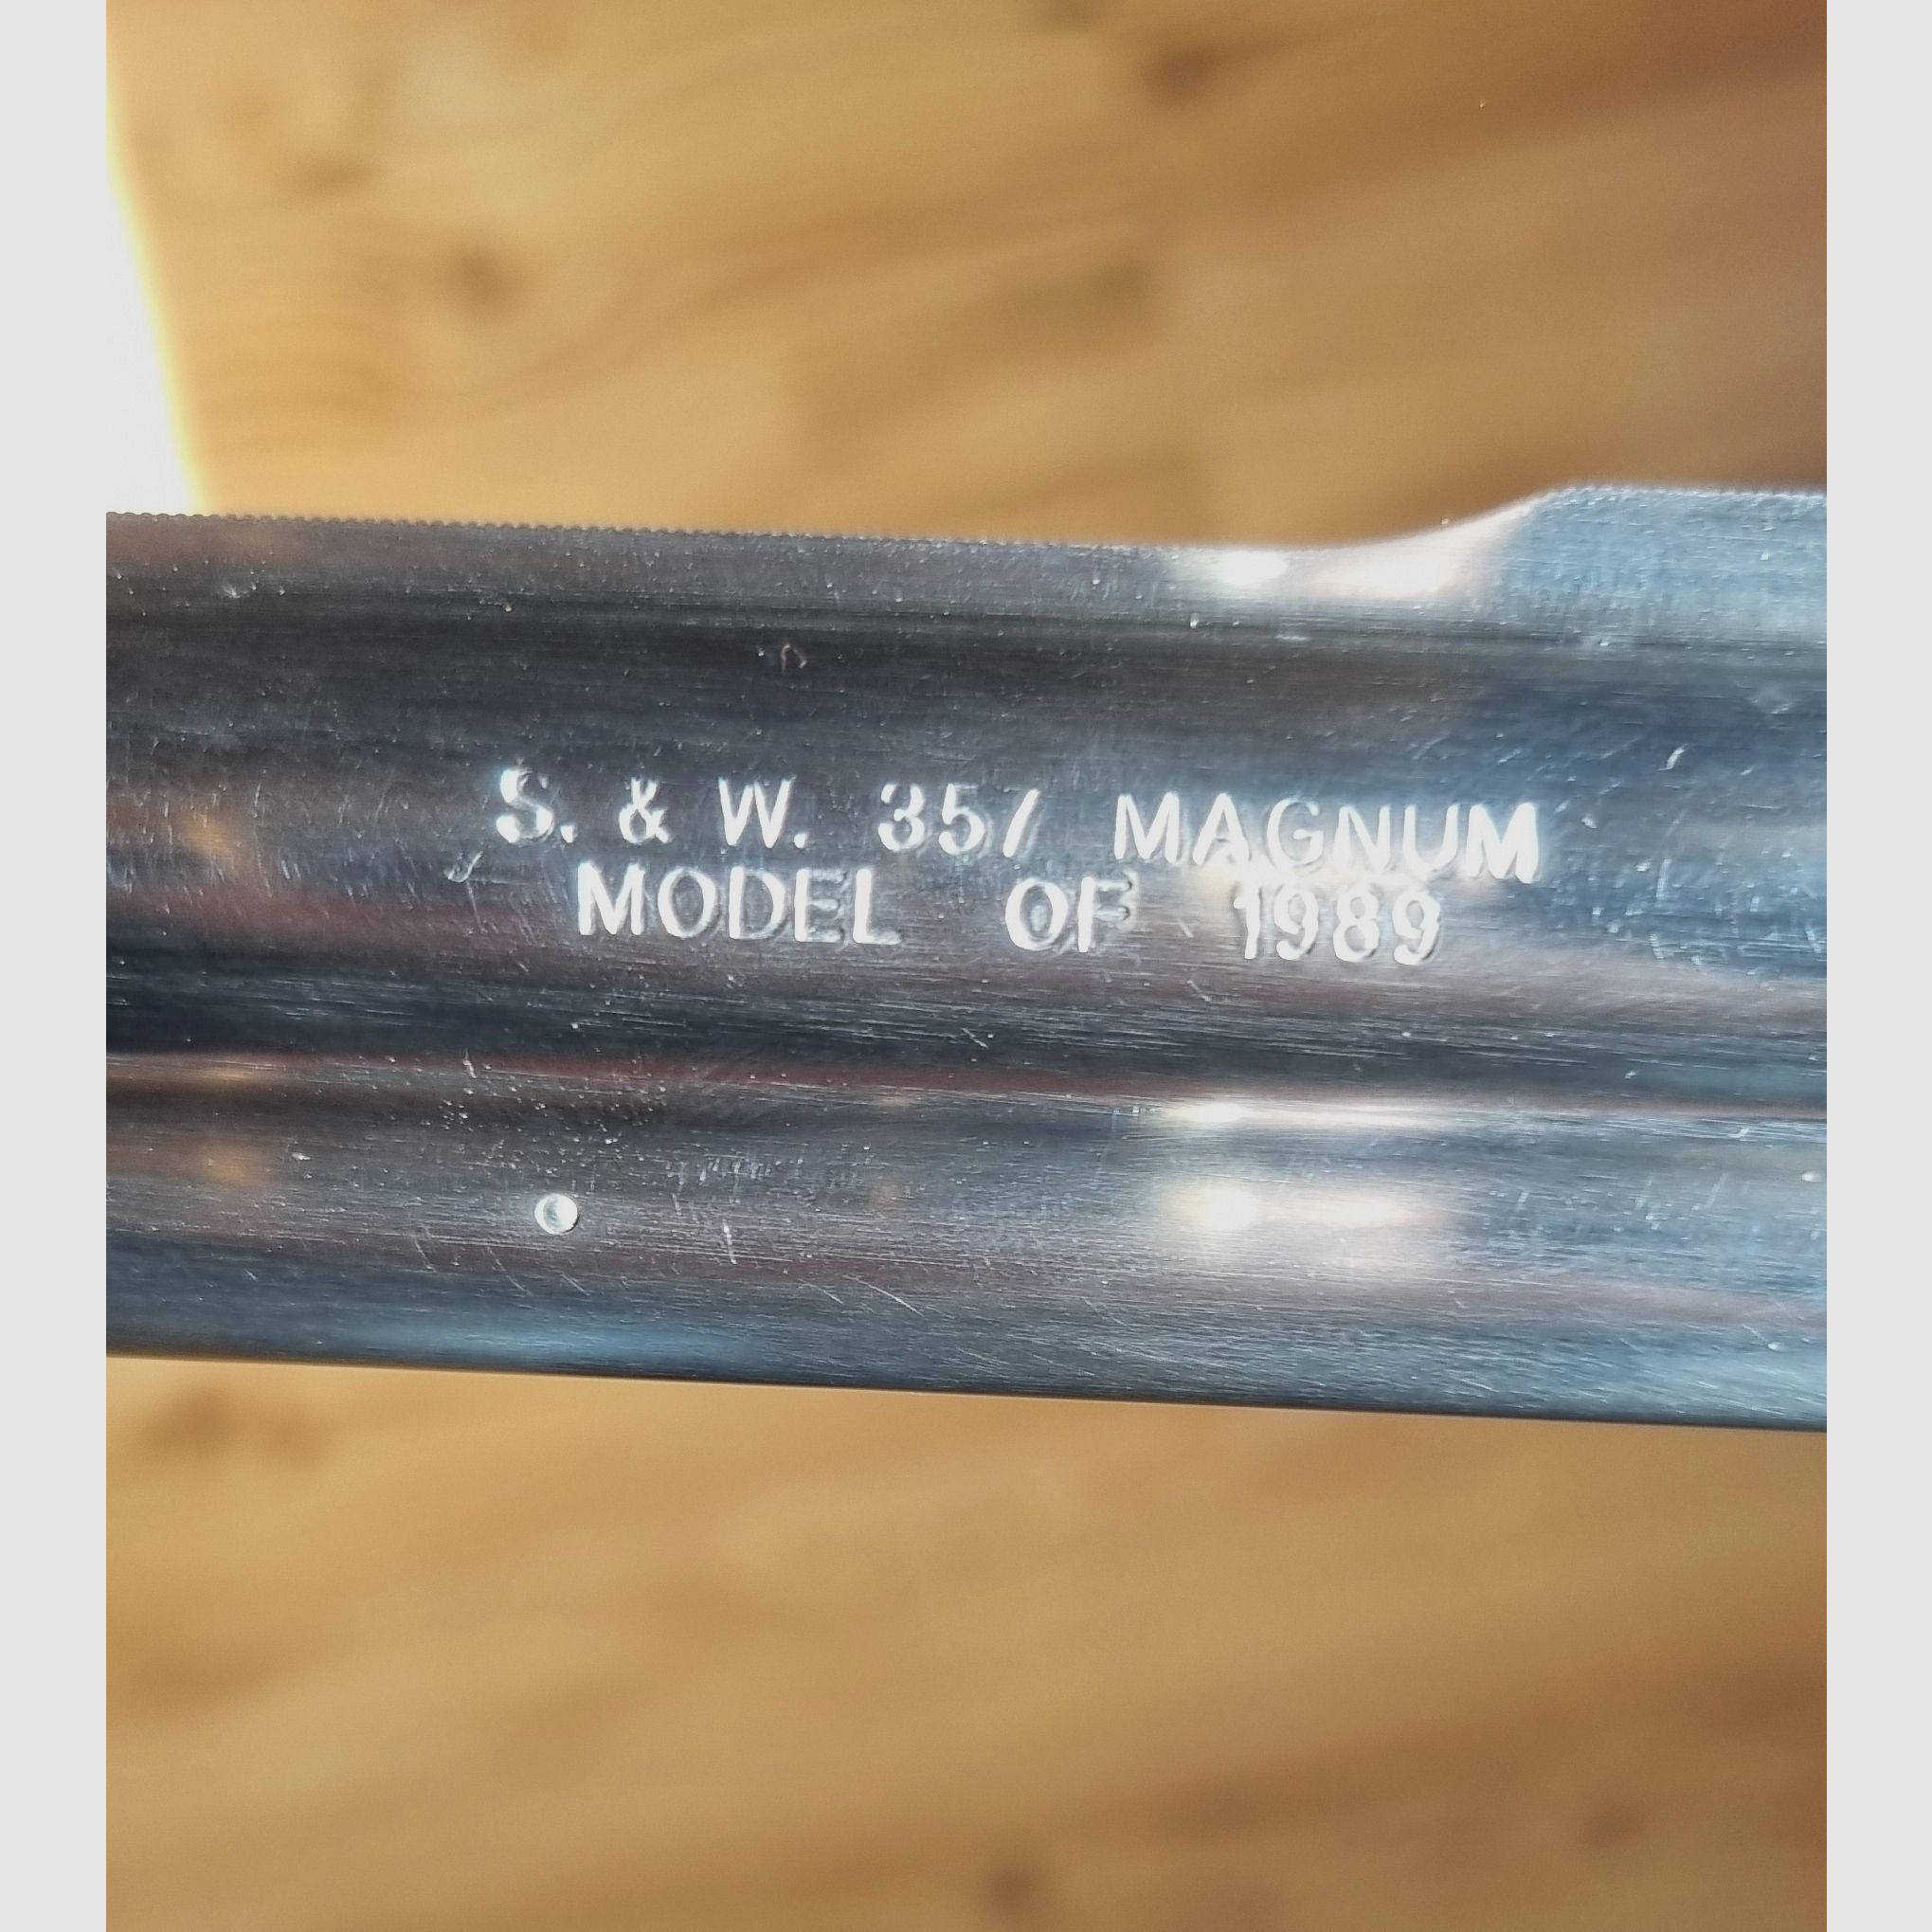 S. & W. 357 MAGNUM
MODEL OF 1989